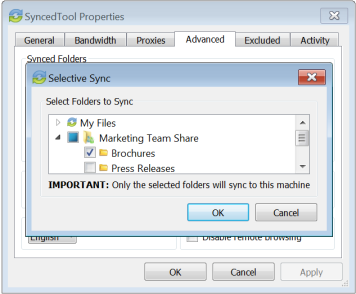 SyncedTool Properties
General Bandwidth Proxies Advanced Excluded Activity
Synced Folders
Selective Sync
Select Folders to Sync
My Files
Marketing Team Share
Brochures
Press Releases
IMPORTANT: Only the selected folders will sync to this machine
OK Cancel
English Disable remote browsing
OK Cancel Apply